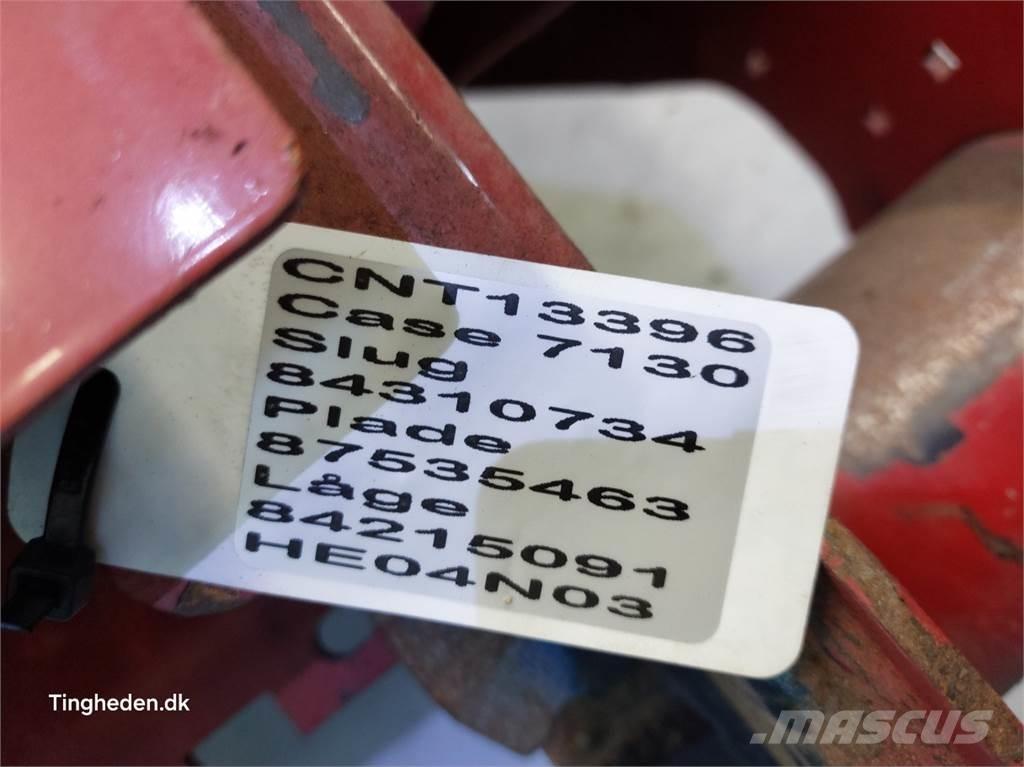 CNT13396
Case 7130
Slug
84310734
Plade
87535463
Låge
84215091
HE04N03
Tingheden.dk
.MASCUS